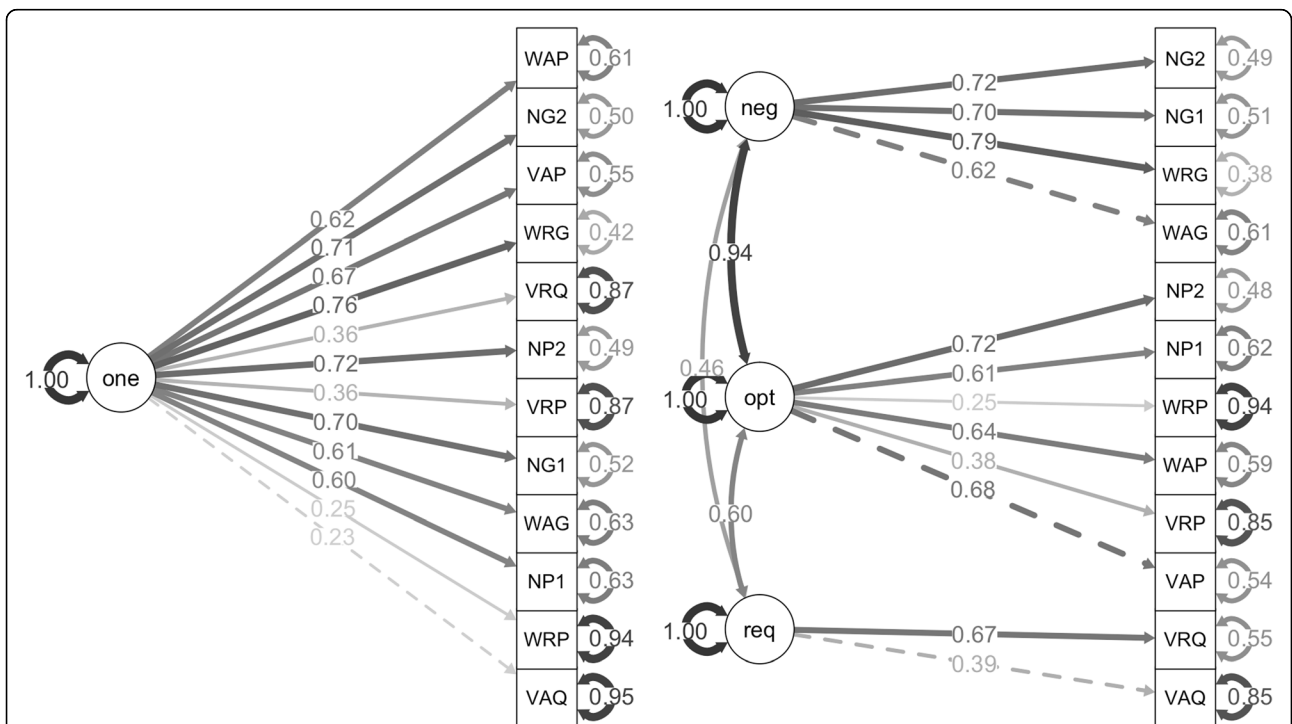 WAP 0.61
NG2 0.50
VAP 0.55
WRG 0.42
VRQ 0.87
NP2 0.49
VRP 0.87
NG1 0.52
WAG 0.63
NP1 0.63
WRP 0.94
VAQ 0.95
0.62
0.71
0.67
0.76
0.36
0.72
0.36
0.70
0.61
0.60
0.25
0.23
1.00 one
1.00 neg
0.72
0.70
0.79
0.62
0.94
0.46
1.00 opt
0.72
0.61
0.25
0.64
0.38
0.68
0.60
1.00 req
0.67
0.39
NG2 0.49
NG1 0.51
WRG 0.38
WAG 0.61
NP2 0.48
NP1 0.62
WRP 0.94
WAP 0.59
VRP 0.85
VAP 0.54
VRQ 0.55
VAQ 0.85